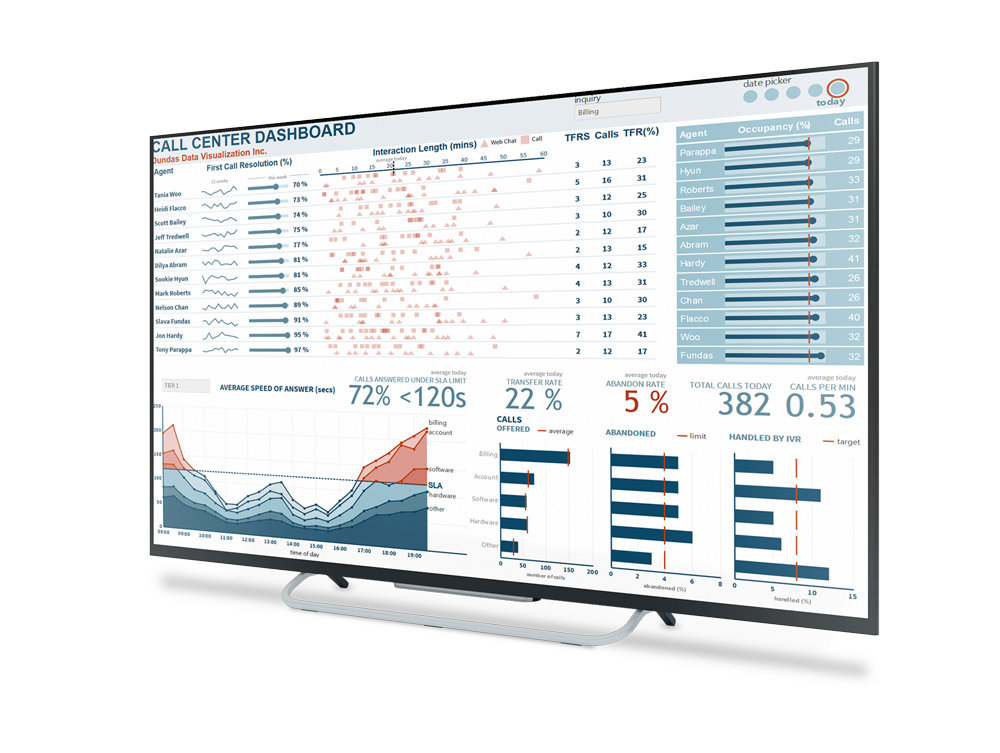 CALL CENTER DASHBOARD
Dundas Data Visualization Inc.
inquiry
Billing
date picker
today
Agent
First Call Resolution (%)
12 weeks
this week
Interaction Length (mins)
Web Chat
Call
average today
0 5 10 15 20 25 30 35 40 45 50 60
TFRS Calls TFR(%)
Tania Woo 70 % 3 13 23
Heidi Flacco 73 % 5 16 31
Scott Bailey 74 % 3 12 25
Jeff Tredwell 75 % 3 10 30
Natalie Azar 77 % 2 12 17
Dilya Abram 81 % 2 13 15
Sookie Hyun 81 % 4 12 33
Mark Roberts 85 % 4 13 31
Nelson Chan 89 % 3 10 30
Slava Fundas 91 % 3 13 23
Jon Hardy 95 % 7 17 41
Tony Parappa 97 % 2 12 17
Agent Occupancy (%) Calls
Parappa 29
Hyun 29
Roberts 33
Bailey 31
Azar 31
Abram 32
Hardy 41
Tredwell 26
Chan 26
Flacco 40
Woo 32
Fundas 32
TBR 1
AVERAGE SPEED OF ANSWER (secs)
CALLS ANSWERED UNDER SLA LIMIT
average today
72% <120s
average today
TRANSFER RATE
22 %
average today
ABANDON RATE
5 %
TOTAL CALLS TODAY
382
average today
CALLS PER MIN
0.53
250
200
150
100
50
0
08:00 09:00 10:00 11:00 12:00 13:00 14:00 15:00 16:00 17:00 18:00 19:00
time of day
billing
account
software
SLA
hardware
other
CALLS
OFFERED
average
Billing
Account
Software
Hardware
Other
0 50 100 150 200
number of calls
ABANDONED
limit
0 2 4 6 8
abandoned (%)
HANDLED BY IVR
target
0 5 10 15
handled (%)